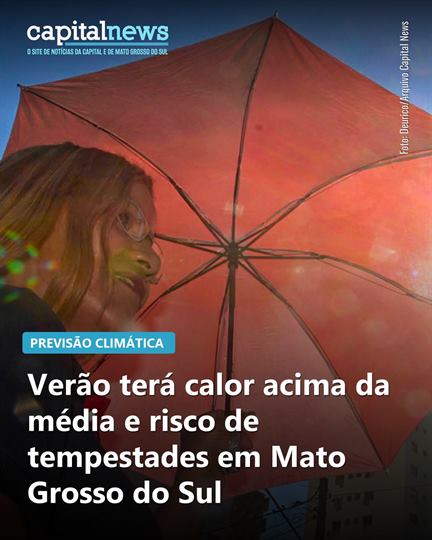 capitalnews
O SITE DE NOTÍCIAS DA CAPITAL E DE MATO GROSSO DO SUL
Foto: Deurico/Arquivo Capital News
PREVISÃO CLIMÁTICA
Verão terá calor acima da
média e risco de
tempestades em Mato
Grosso do Sul